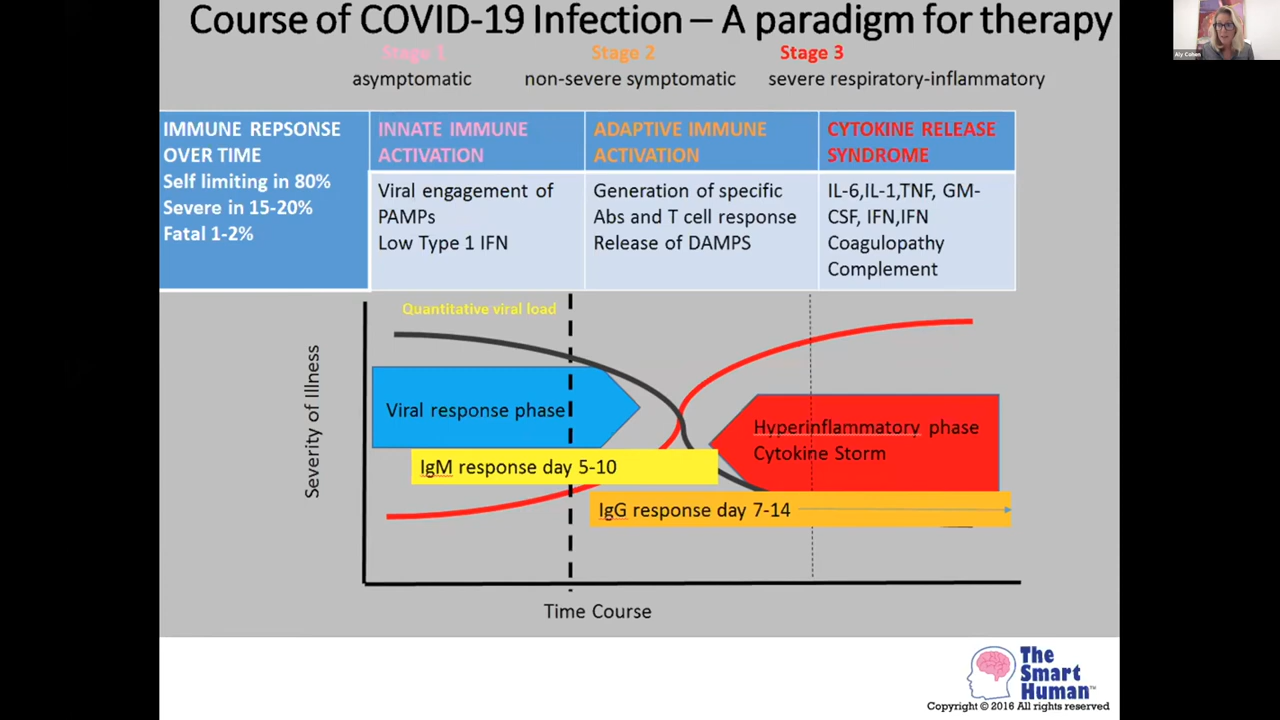 Course of COVID-19 Infection – A paradigm for therapy
Stage 1
Stage 2
Stage 3
asymptomatic
non-severe symptomatic
severe respiratory-inflammatory
IMMUNE REPSONSE
OVER TIME
Self limiting in 80%
Severe in 15-20%
Fatal 1-2%
INNATE IMMUNE
ACTIVATION
ADAPTIVE IMMUNE
ACTIVATION
CYTOKINE RELEASE
SYNDROME
Viral engagement of
PAMPs
Low Type 1 IFN
Generation of specific
Abs and T cell response
Release of DAMPS
IL-6,IL-1,TNF, GM-
CSF, IFN,IFN
Coagulopathy
Complement
Quantitative viral load
Severity of Illness
Viral response phase
Hyperinflammatory phase
Cytokine Storm
IgM response day 5-10
IgG response day 7-14
Time Course
The
Smart
Human™
Copyright © 2016 All rights reserved
Aly Cohen